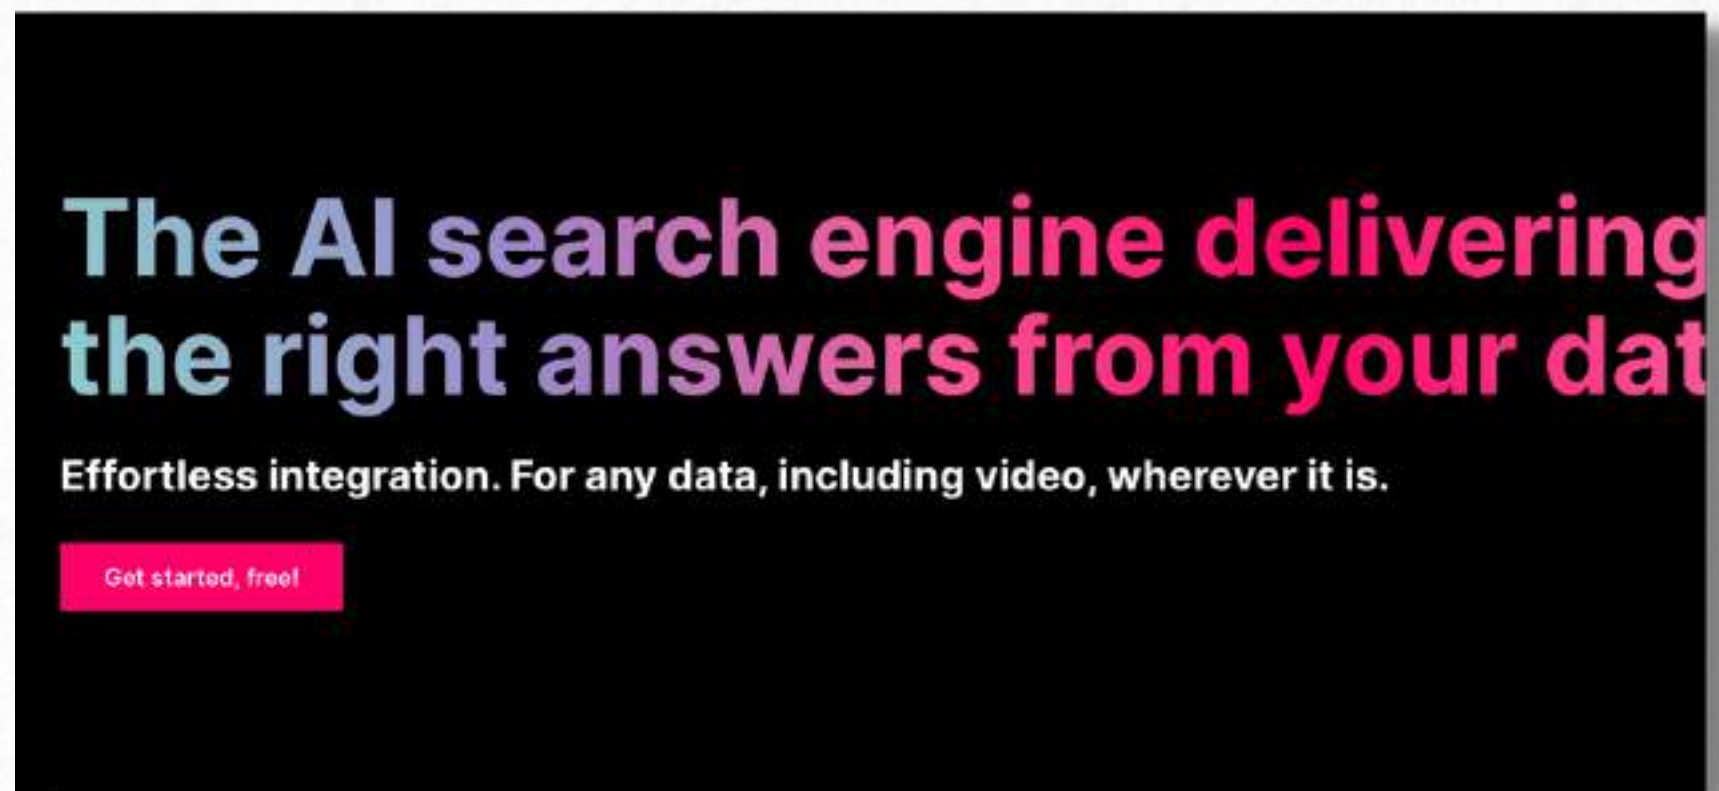 The AI search engine delivering
the right answers from your dat
Effortless integration. For any data, including video, wherever it is.
Get started, free!